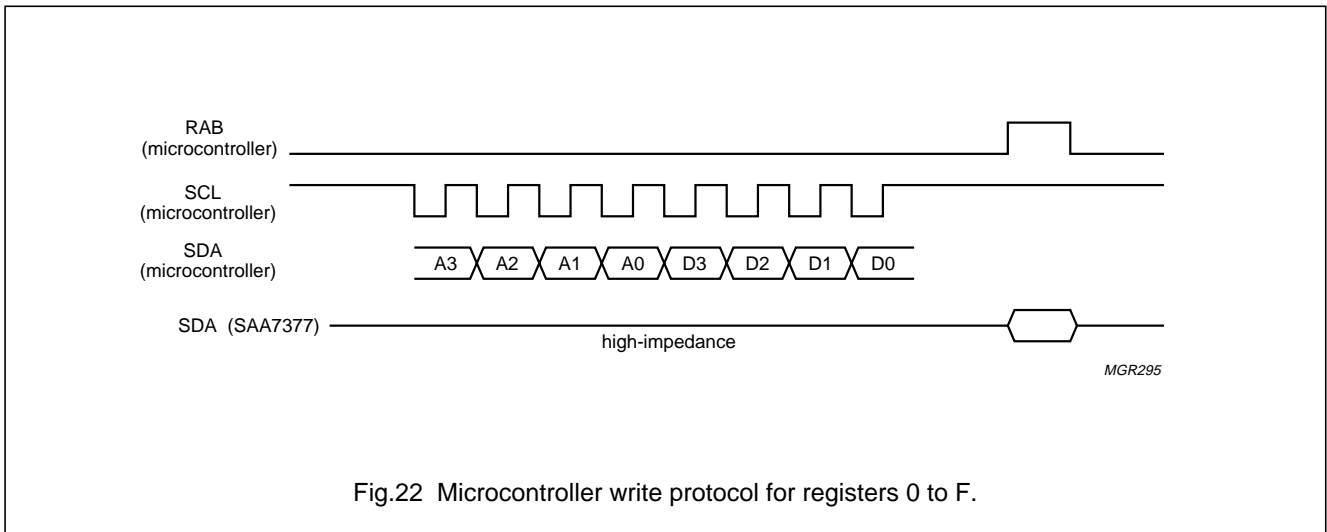 RAB
(microcontroller)
SCL
(microcontroller)
SDA
(microcontroller)
A3 A2 A1 A0 D3 D2 D1 D0
SDA (SAA7377)
high-impedance
MGR295
Fig.22 Microcontroller write protocol for registers 0 to F.